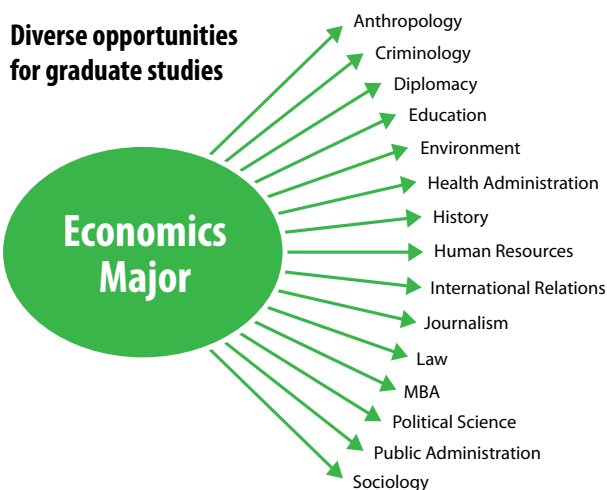 Diverse opportunities
for graduate studies
Economics
Major
Anthropology
Criminology
Diplomacy
Education
Environment
Health Administration
History
Human Resources
International Relations
Journalism
Law
MBA
Political Science
Public Administration
Sociology